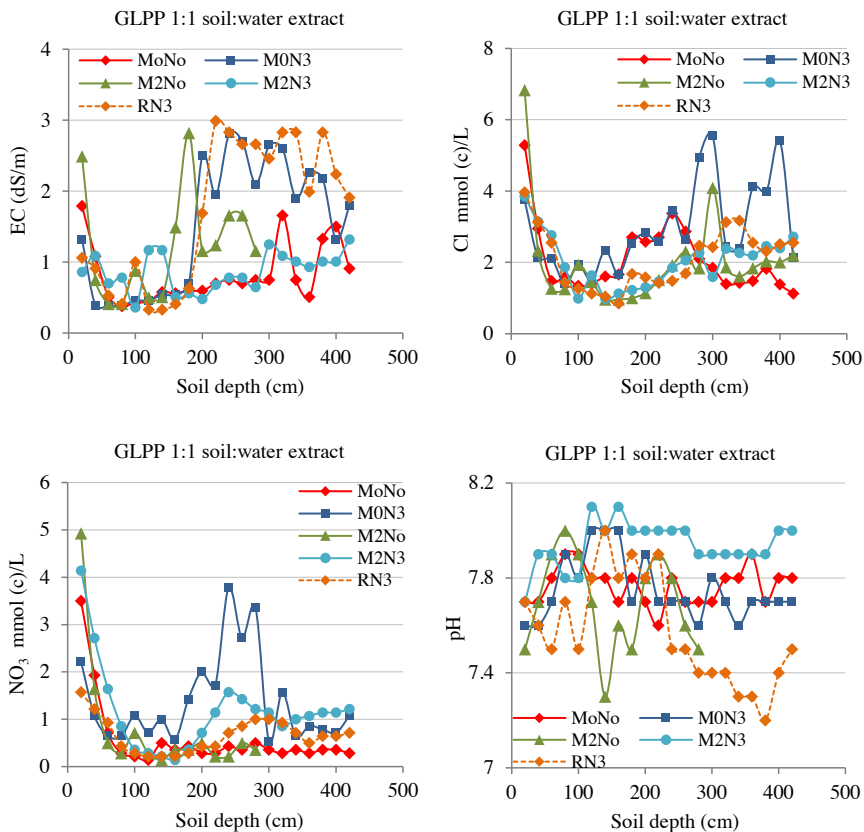 GLPP 1:1 soil:water extract
MoNo M0N3
M2No M2N3
RN3
EC (dS/m)
4
3
2
1
0
0 100 200 300 400 500
Soil depth (cm)
GLPP 1:1 soil:water extract
MoNo M0N3
M2No M2N3
RN3
Cl mmol (c)/L
8
6
4
2
0
0 100 200 300 400 500
Soil depth (cm)
GLPP 1:1 soil:water extract
MoNo
M0N3
M2No
M2N3
RN3
NO3 mmol (c)/L
6
5
4
3
2
1
0
0 100 200 300 400 500
Soil depth (cm)
GLPP 1:1 soil:water extract
pH
8.2
7.8
7.4
7
MoNo M0N3
M2No M2N3
RN3
0 100 200 300 400 500
Soil depth (cm)